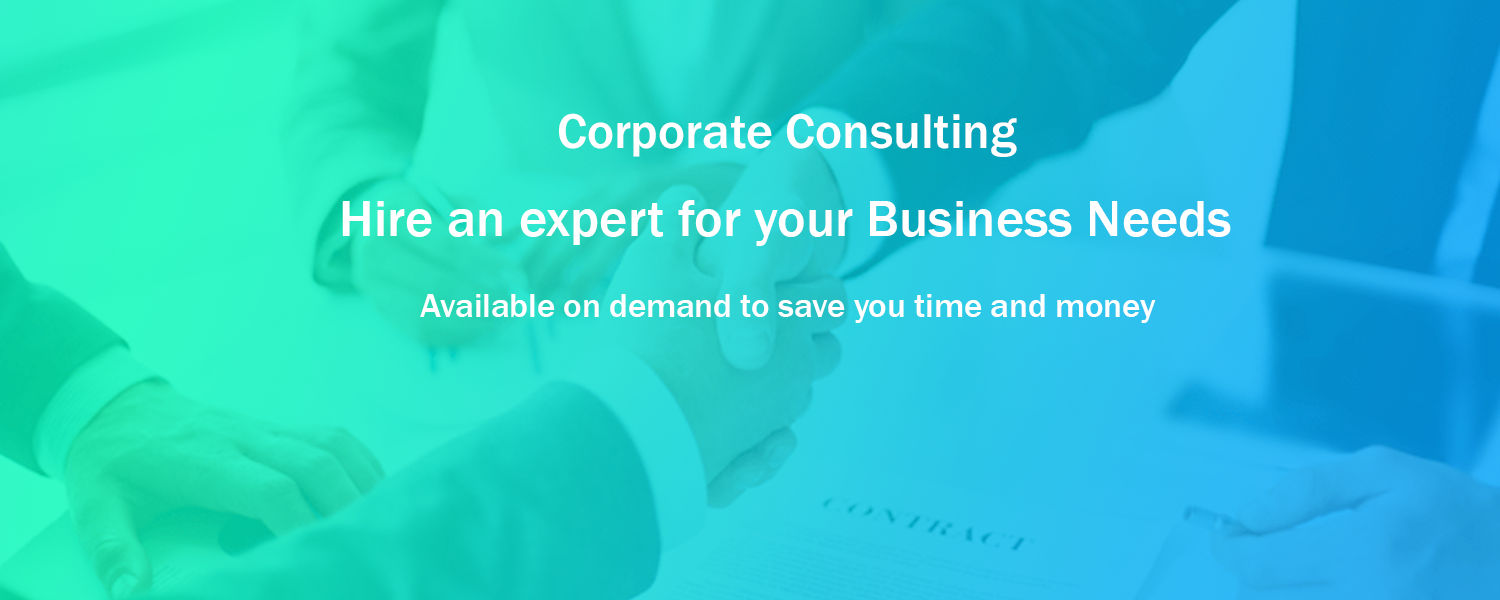 Corporate Consulting
Hire an expert for your Business Needs
Available on demand to save you time and money
CONTRACT